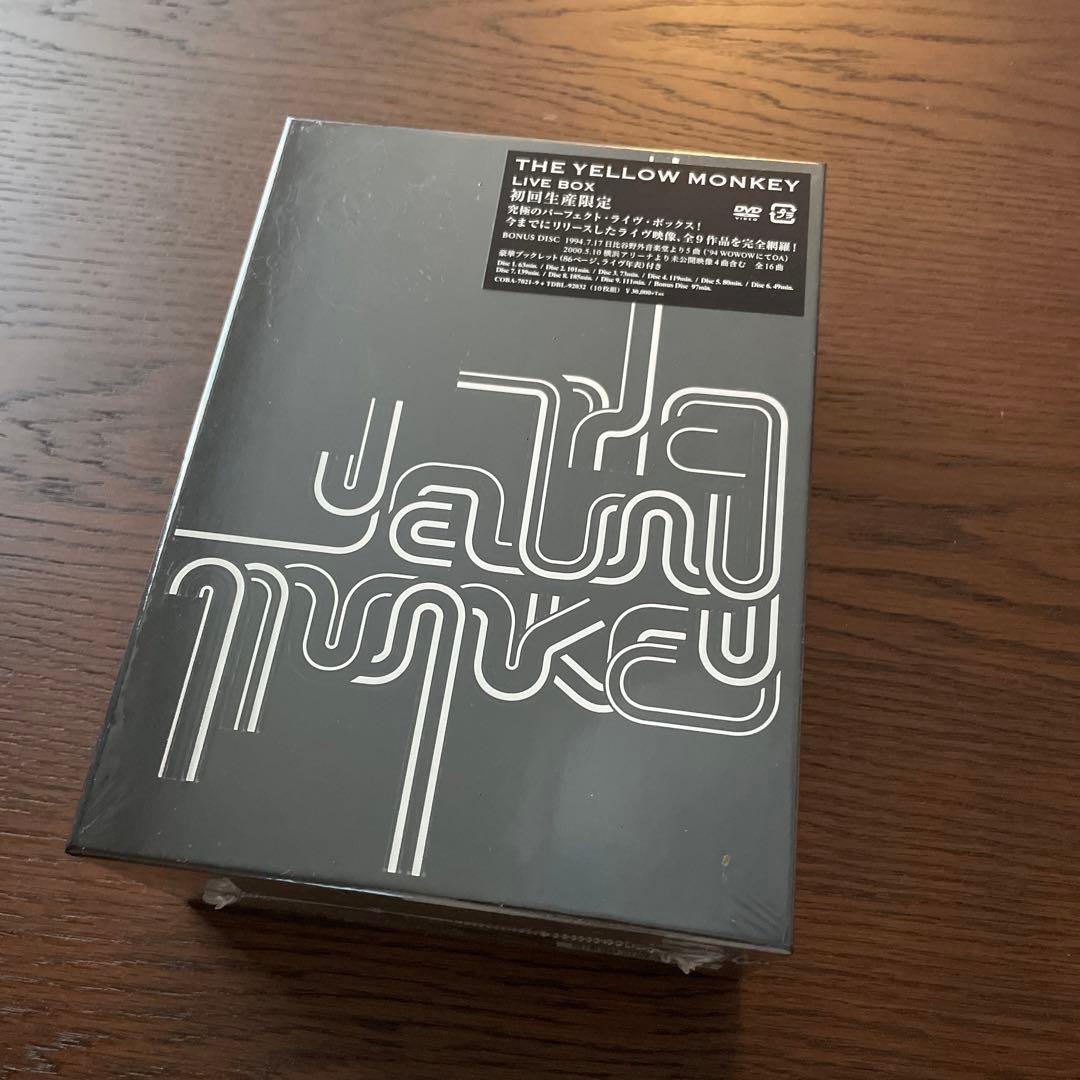 THE YELLOW MONKEY
LIVE BOX
初回生産限定
DVD
VIDEO
究極のパーフェクト・ライヴ・ボックス!
今までにリリースしたライヴ映像、全9作品を完全網羅!
BONUS DISC 1994.7.17 日比谷野外音楽堂より5曲('94 WOWOWにてOA)
2000.5.10 横浜アリーナより未公開映像4曲含む 全16曲
豪華ブックレット(86ページ、ライヴ年表)付き
Disc 1. 63min. / Disc 2. 101min. / Disc 3. 73min. / Disc 4. 119min. / Disc 5. 80min. / Disc 6. 49min.
Disc 7. 139min. / Disc 8. 185min. / Disc 9. 111min. / Bonus Disc 97min.
COBA-7021-9+TDBL-92032 (10枚組) ¥30,000+Tax
the
yellow
monkey